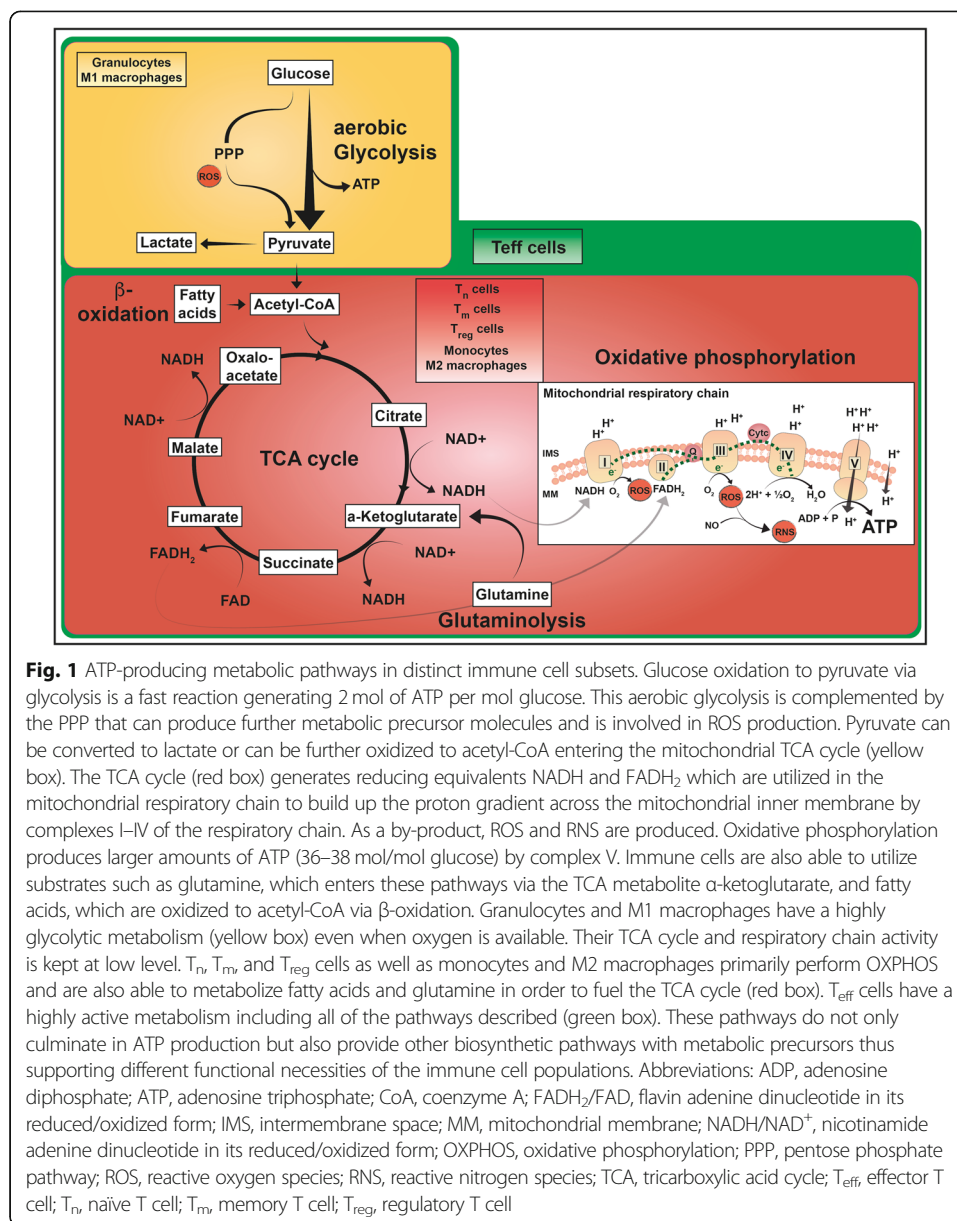 Granulocytes
M1 macrophages
Glucose
aerobic
Glycolysis
PPP
ROS
ATP
Lactate
Pyruvate
Teff cells
β-
oxidation
Fatty
acids
Acetyl-CoA
Tn cells
Tm cells
Treg cells
Monocytes
M2 macrophages
Oxidative phosphorylation
NADH
Oxalo-
acetate
NAD+
Citrate
Malate
TCA cycle
NAD+
NADH
Fumarate
a-Ketoglutarate
FADH2
Succinate
NAD+
FAD
NADH
Glutamine
Glutaminolysis
Mitochondrial respiratory chain
H+
H+
H+ H+
H+
H+
H+ H+
H+ H+
H+
Cytc
IMS
I
Q
III
IV
V
II
e-
e-
e-
MM
NADH
O2
ROS
FADH2
O2
ROS
2H+ + ½O2
H2O
H+
NO
RNS
ADP + P
H+
ATP
Fig. 1 ATP-producing metabolic pathways in distinct immune cell subsets. Glucose oxidation to pyruvate via
glycolysis is a fast reaction generating 2 mol of ATP per mol glucose. This aerobic glycolysis is complemented by
the PPP that can produce further metabolic precursor molecules and is involved in ROS production. Pyruvate can
be converted to lactate or can be further oxidized to acetyl-CoA entering the mitochondrial TCA cycle (yellow
box). The TCA cycle (red box) generates reducing equivalents NADH and FADH2 which are utilized in the
mitochondrial respiratory chain to build up the proton gradient across the mitochondrial inner membrane by
complexes I–IV of the respiratory chain. As a by-product, ROS and RNS are produced. Oxidative phosphorylation
produces larger amounts of ATP (36–38 mol/mol glucose) by complex V. Immune cells are also able to utilize
substrates such as glutamine, which enters these pathways via the TCA metabolite α-ketoglutarate, and fatty
acids, which are oxidized to acetyl-CoA via β-oxidation. Granulocytes and M1 macrophages have a highly
glycolytic metabolism (yellow box) even when oxygen is available. Their TCA cycle and respiratory chain activity
is kept at low level. Tn, Tm, and Treg cells as well as monocytes and M2 macrophages primarily perform OXPHOS
and are also able to metabolize fatty acids and glutamine in order to fuel the TCA cycle (red box). Teff cells have a
highly active metabolism including all of the pathways described (green box). These pathways do not only
culminate in ATP production but also provide other biosynthetic pathways with metabolic precursors thus
supporting different functional necessities of the immune cell populations. Abbreviations: ADP, adenosine
diphosphate; ATP, adenosine triphosphate; CoA, coenzyme A; FADH2/FAD, flavin adenine dinucleotide in its
reduced/oxidized form; IMS, intermembrane space; MM, mitochondrial membrane; NADH/NAD+, nicotinamide
adenine dinucleotide in its reduced/oxidized form; OXPHOS, oxidative phosphorylation; PPP, pentose phosphate
pathway; ROS, reactive oxygen species; RNS, reactive nitrogen species; TCA, tricarboxylic acid cycle; Teff, effector T
cell; Tn, naïve T cell; Tm, memory T cell; Treg, regulatory T cell